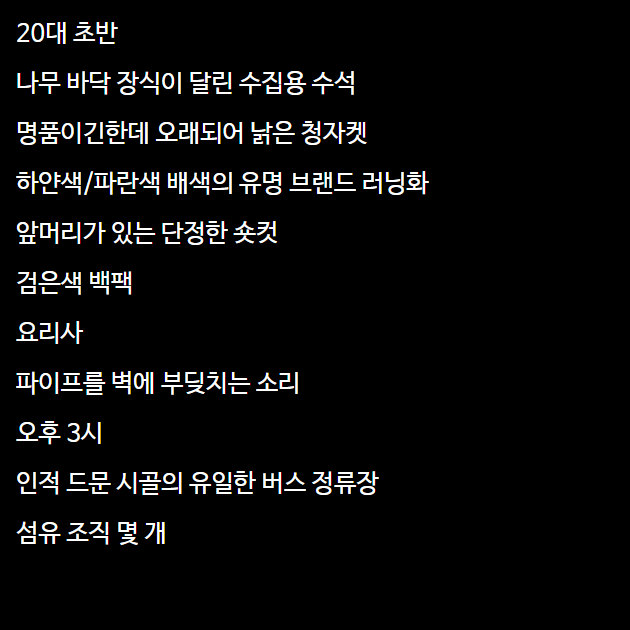 20대 초반
나무 바닥 장식이 달린 수집용 수석
명품이긴한데 오래되어 낡은 청자켓
하얀색/파란색 배색의 유명 브랜드 러닝화
앞머리가 있는 단정한 숏컷
검은색 백팩
요리사
파이프를 벽에 부딪치는 소리
오후 3시
인적 드문 시골의 유일한 버스 정류장
섬유 조직 몇 개